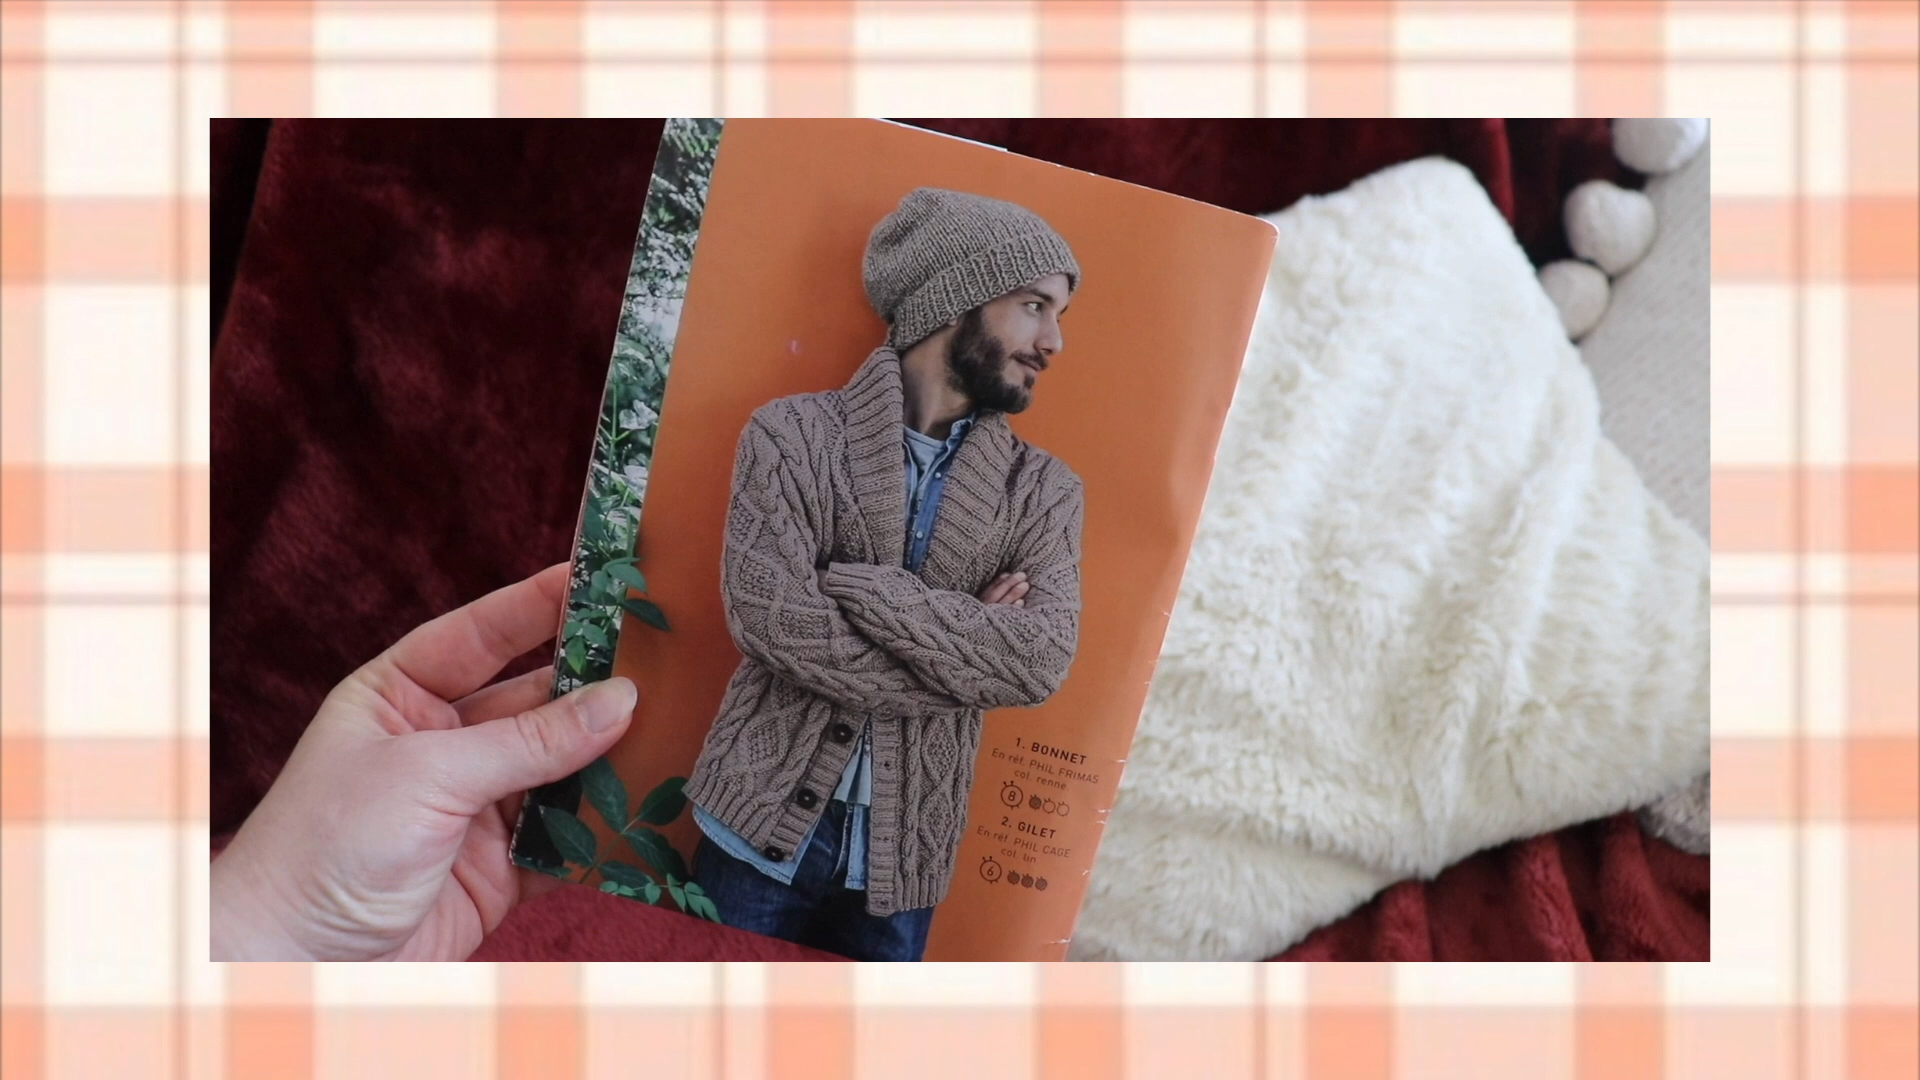 1. BONNET
En réf. PHIL FRIMAS
col. renne
8
2. GILET
En réf. PHIL CAGE
col. lin
6